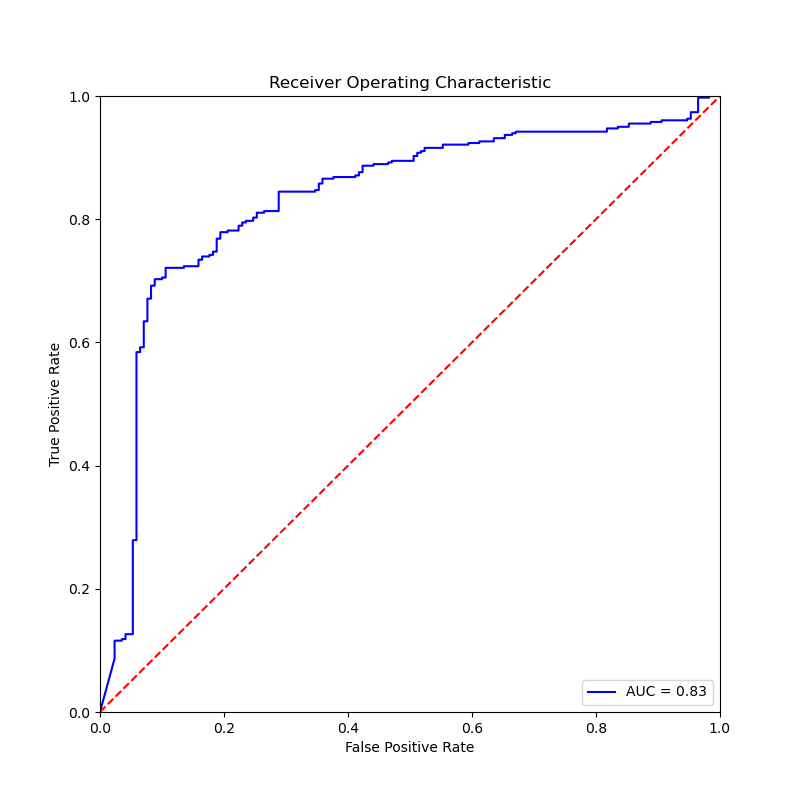 Receiver Operating Characteristic
True Positive Rate
1.0
0.8
0.6
0.4
0.2
0.0
AUC = 0.83
0.0 0.2 0.4 0.6 0.8 1.0
False Positive Rate